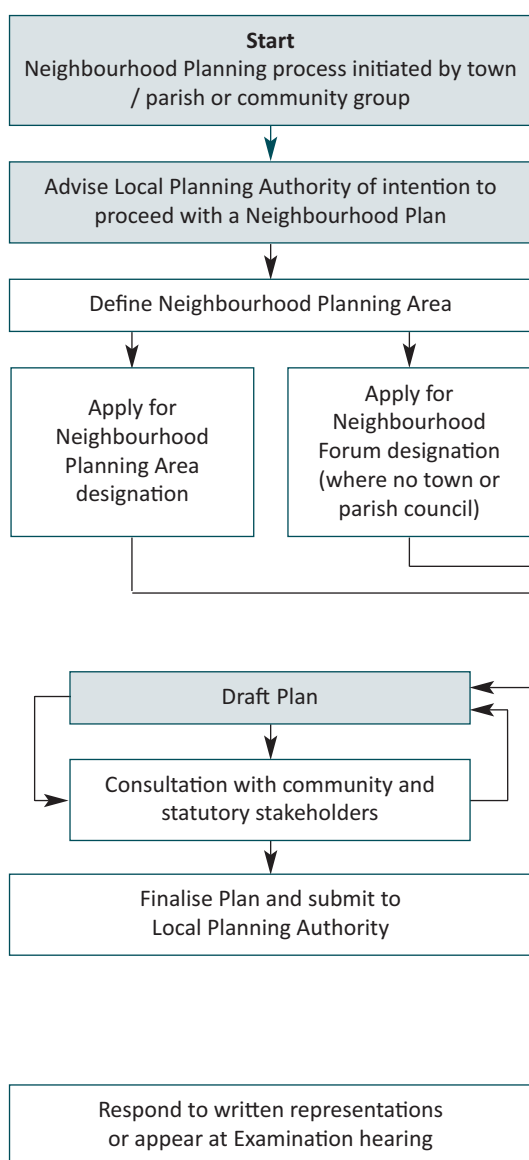 Start
Neighbourhood Planning process initiated by town
/ parish or community group
Advise Local Planning Authority of intention to
proceed with a Neighbourhood Plan
Define Neighbourhood Planning Area
Apply for
Neighbourhood
Planning Area
designation
Apply for
Neighbourhood
Forum designation
(where no town or
parish council)
Draft Plan
Consultation with community and
statutory stakeholders
Finalise Plan and submit to
Local Planning Authority
Respond to written representations
or appear at Examination hearing